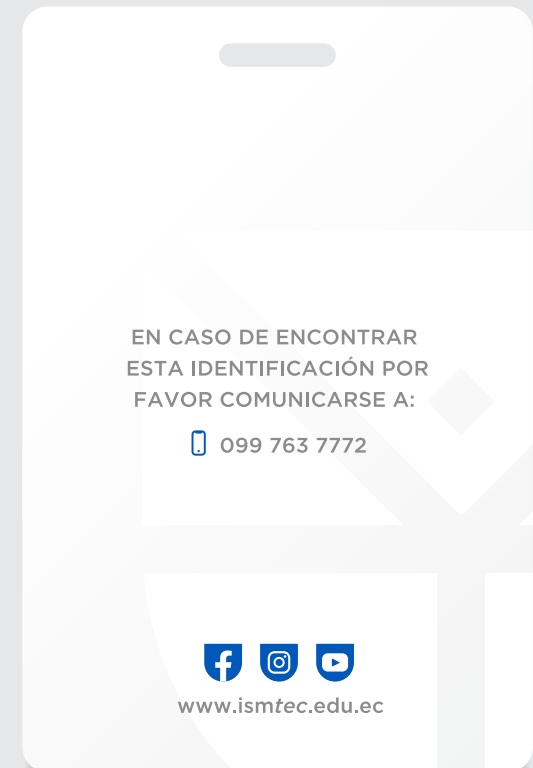 EN CASO DE ENCONTRAR
ESTA IDENTIFICACIÓN POR
FAVOR COMUNICARSE A:
099 763 7772
www.ismtec.edu.ec